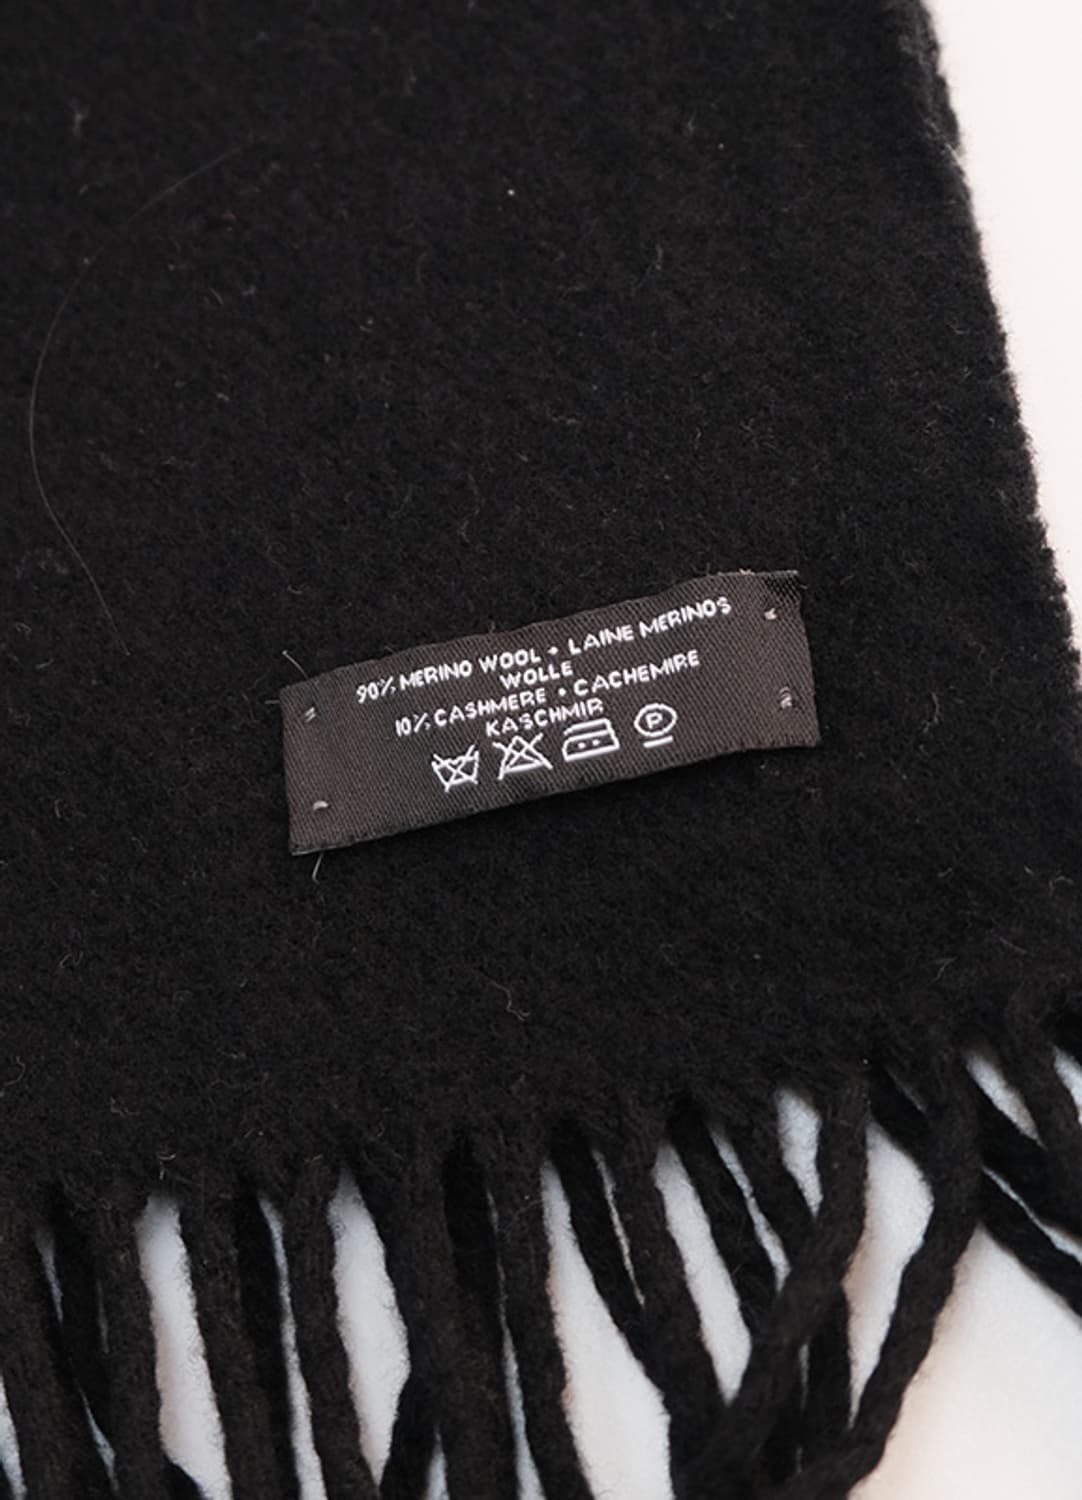 90% MERINO WOOL • LAINE MERINOS
WOLLE
10% CASHMERE • CACHEMIRE
KASCHMIR
P